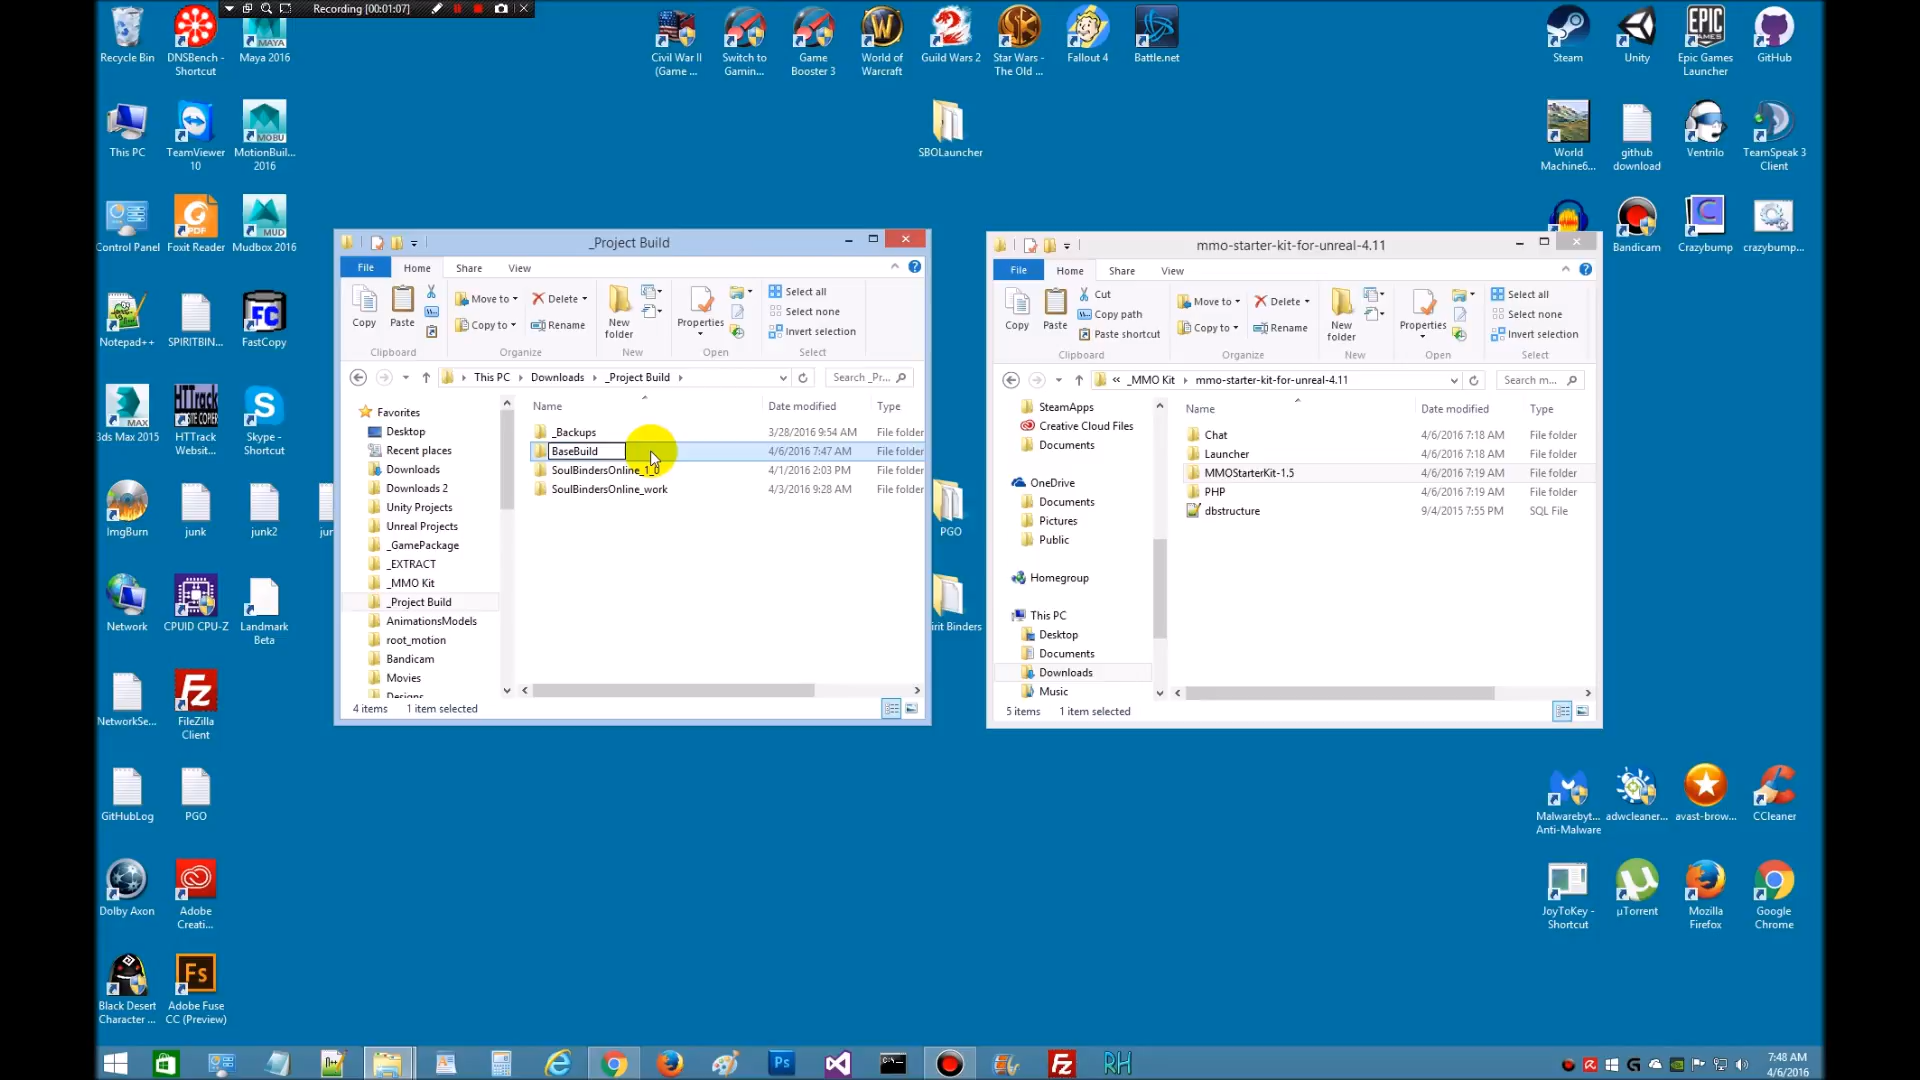 Recording [00:01:07]
Recycle Bin
DNSBench - Shortcut
Maya 2016
Civil War II (Game ...
Switch to Gamin...
Game Booster 3
World of Warcraft
Guild Wars 2
Star Wars - The Old ...
Fallout 4
Battle.net
Steam
Unity
Epic Games Launcher
GitHub
This PC
TeamViewer 10
MotionBuil... 2016
SBOLauncher
World Machine6...
github download
Ventrilo
TeamSpeak 3 Client
Control Panel
Foxit Reader
Mudbox 2016
Bandicam
Crazybump
crazybump...
Notepad++
SPIRITBIN...
FastCopy
3ds Max 2015
HTTrack Websit...
Skype - Shortcut
ImgBurn
junk
junk2
jun
PGO
Network
CPUID CPU-Z
Landmark Beta
irit Binders
NetworkSe...
FileZilla Client
GitHubLog
PGO
Dolby Axon
Adobe Creati...
Black Desert Character ...
Adobe Fuse CC (Preview)
Malwarebyt... Anti-Malware
adwcleaner...
avast-brow...
CCleaner
JoyToKey - Shortcut
µTorrent
Mozilla Firefox
Google Chrome
_Project Build
File Home Share View
Copy Paste
Move to Copy to
Delete Rename
New folder
Properties
Select all
Select none
Invert selection
Clipboard Organize New Open Select
This PC Downloads _Project Build
Search _Pr...
Name Date modified Type
Favorites
Desktop
Recent places
Downloads
Downloads 2
Unity Projects
Unreal Projects
_GamePackage
_EXTRACT
_MMO Kit
_Project Build
AnimationsModels
root_motion
Bandicam
Movies
Designs
_Backups 3/28/2016 9:54 AM File folder
BaseBuild 4/6/2016 7:47 AM File folder
SoulBindersOnline_1_0 4/1/2016 2:03 PM File folder
SoulBindersOnline_work 4/3/2016 9:28 AM File folder
4 items 1 item selected
mmo-starter-kit-for-unreal-4.11
File Home Share View
Copy Paste
Cut
Copy path
Paste shortcut
Move to Copy to
Delete Rename
New folder
Properties
Select all
Select none
Invert selection
Clipboard Organize New Open Select
« _MMO Kit mmo-starter-kit-for-unreal-4.11
Search m...
Name Date modified Type
SteamApps
Creative Cloud Files
Documents
OneDrive
Documents
Pictures
Public
Homegroup
This PC
Desktop
Documents
Downloads
Music
Chat 4/6/2016 7:18 AM File folder
Launcher 4/6/2016 7:18 AM File folder
MMOStarterKit-1.5 4/6/2016 7:19 AM File folder
PHP 4/6/2016 7:19 AM File folder
dbstructure 9/4/2015 7:55 PM SQL File
5 items 1 item selected
7:48 AM
4/6/2016